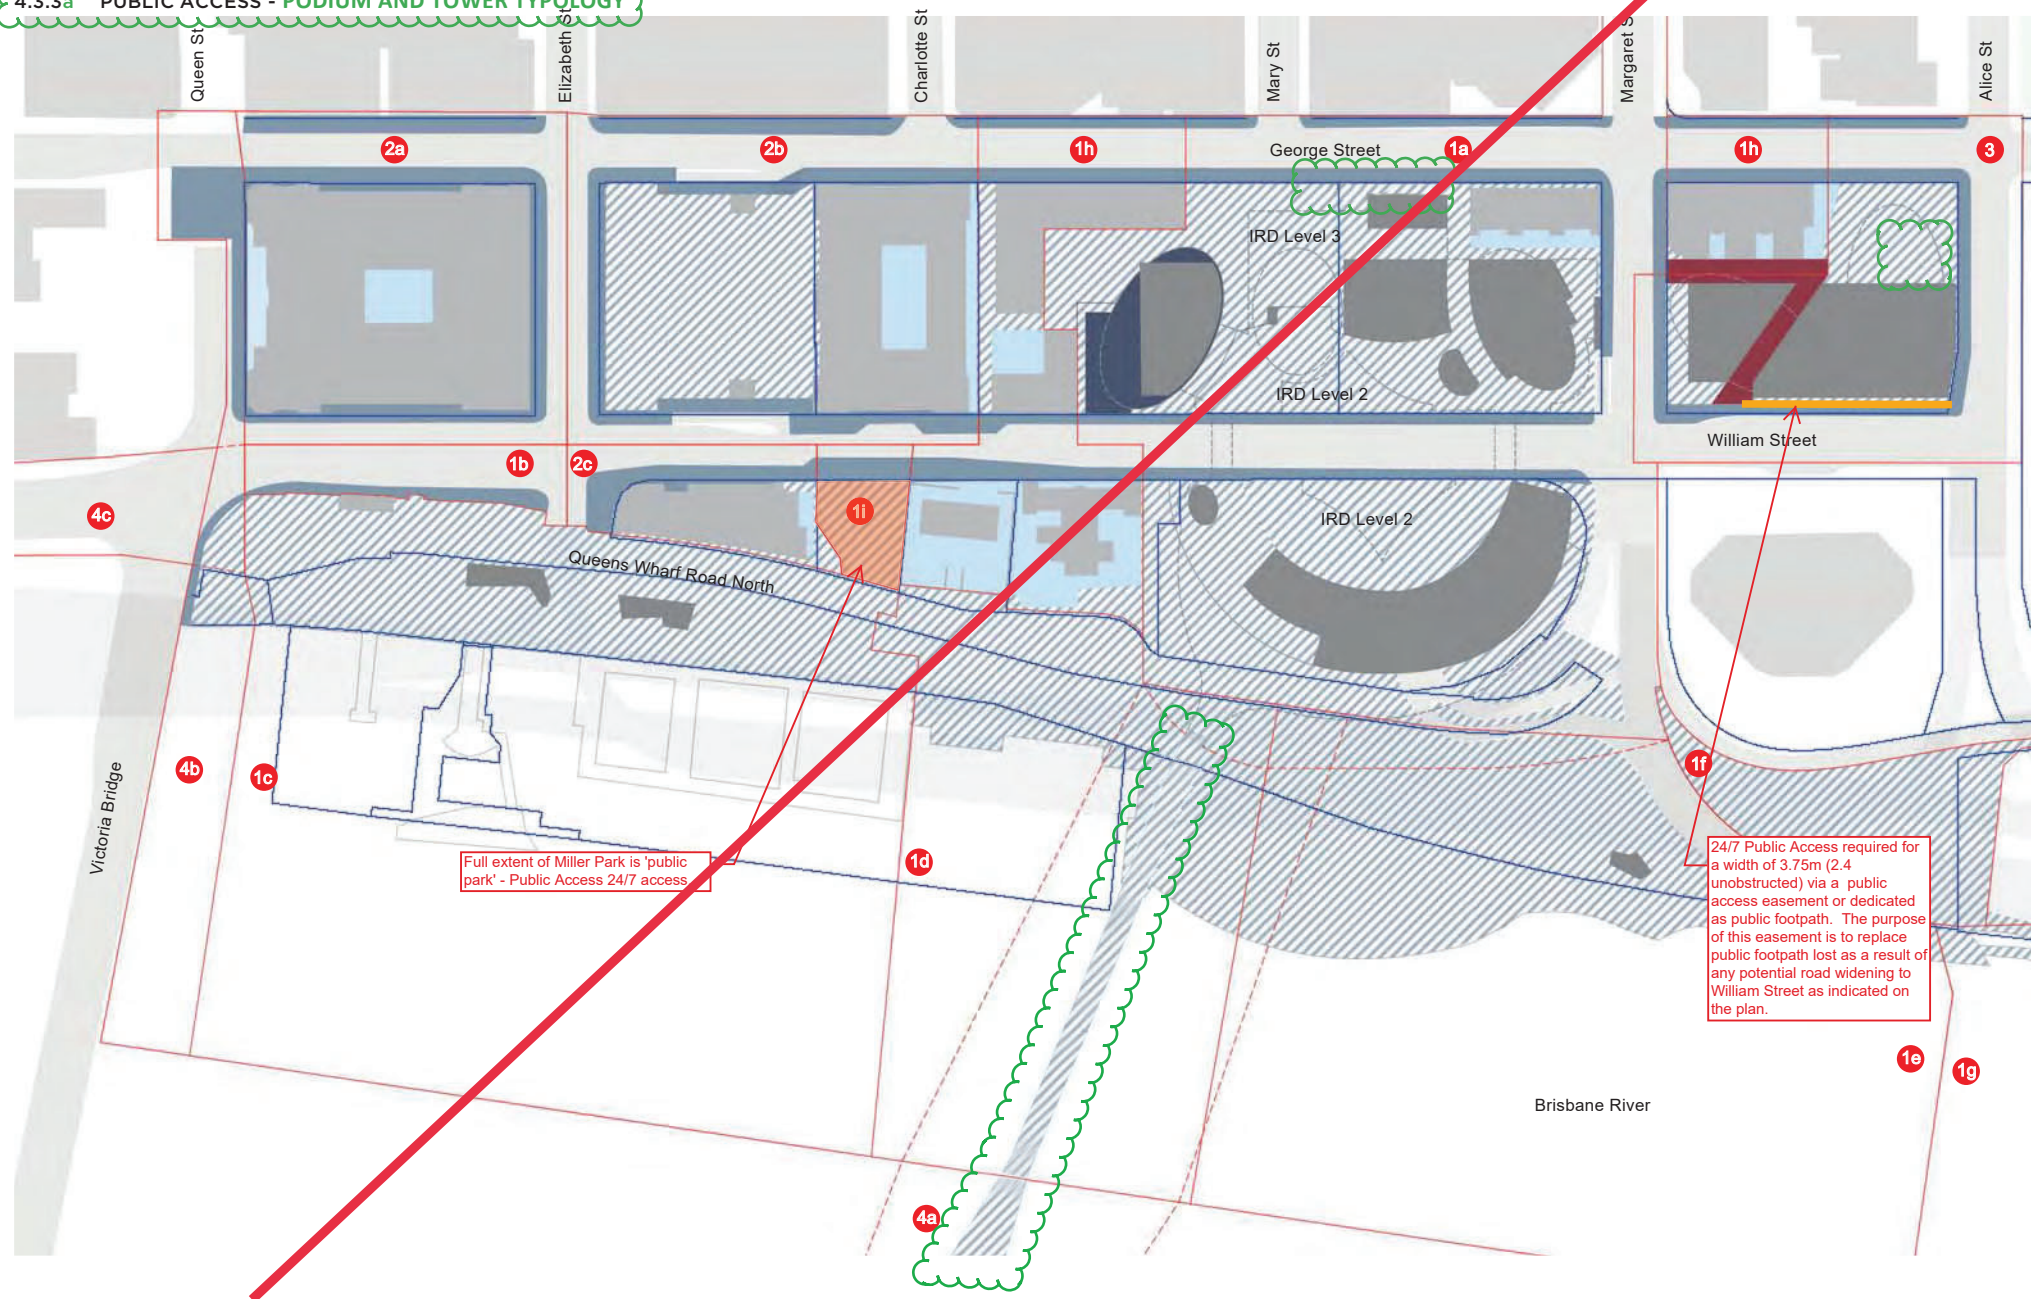 4.3.3a PUBLIC ACCESS - PODIUM AND TOWER TYPOLOGY
Queen St
Elizabeth St
Charlotte St
Mary St
Margaret S
Alice St
2a
2b
1h
George Street
1a
1h
3
IRD Level 3
IRD Level 2
William Street
1b
2c
4c
1i
IRD Level 2
Queens Wharf Road North
4b
1c
1f
Victoria Bridge
Full extent of Miller Park is 'public
park' - Public Access 24/7 access
1d
24/7 Public Access required for
a width of 3.75m (2.4
unobstructed) via a public
access easement or dedicated
as public footpath. The purpose
of this easement is to replace
public footpath lost as a result of
any potential road widening to
William Street as indicated on
the plan.
1e
1g
Brisbane River
4a